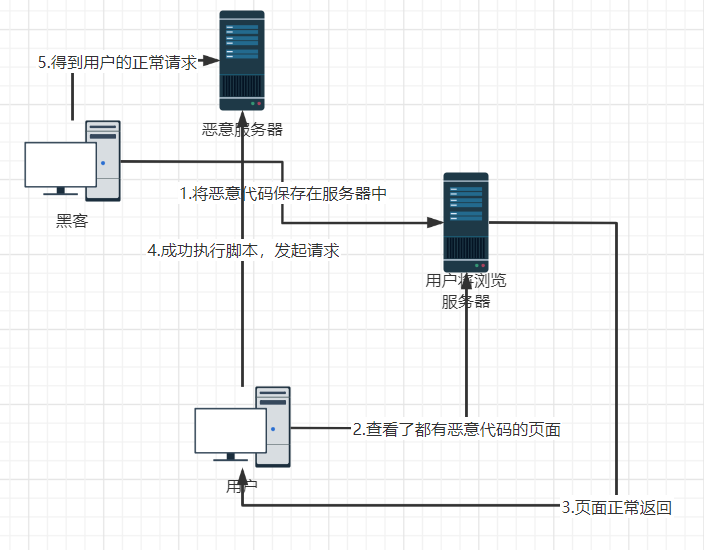 5.得到用户的正常请求
恶意服务器
1.将恶意代码保存在服务器中
黑客
4.成功执行脚本，发起请求
用户将浏览
服务器
2.查看了都有恶意代码的页面
用户
3.页面正常返回